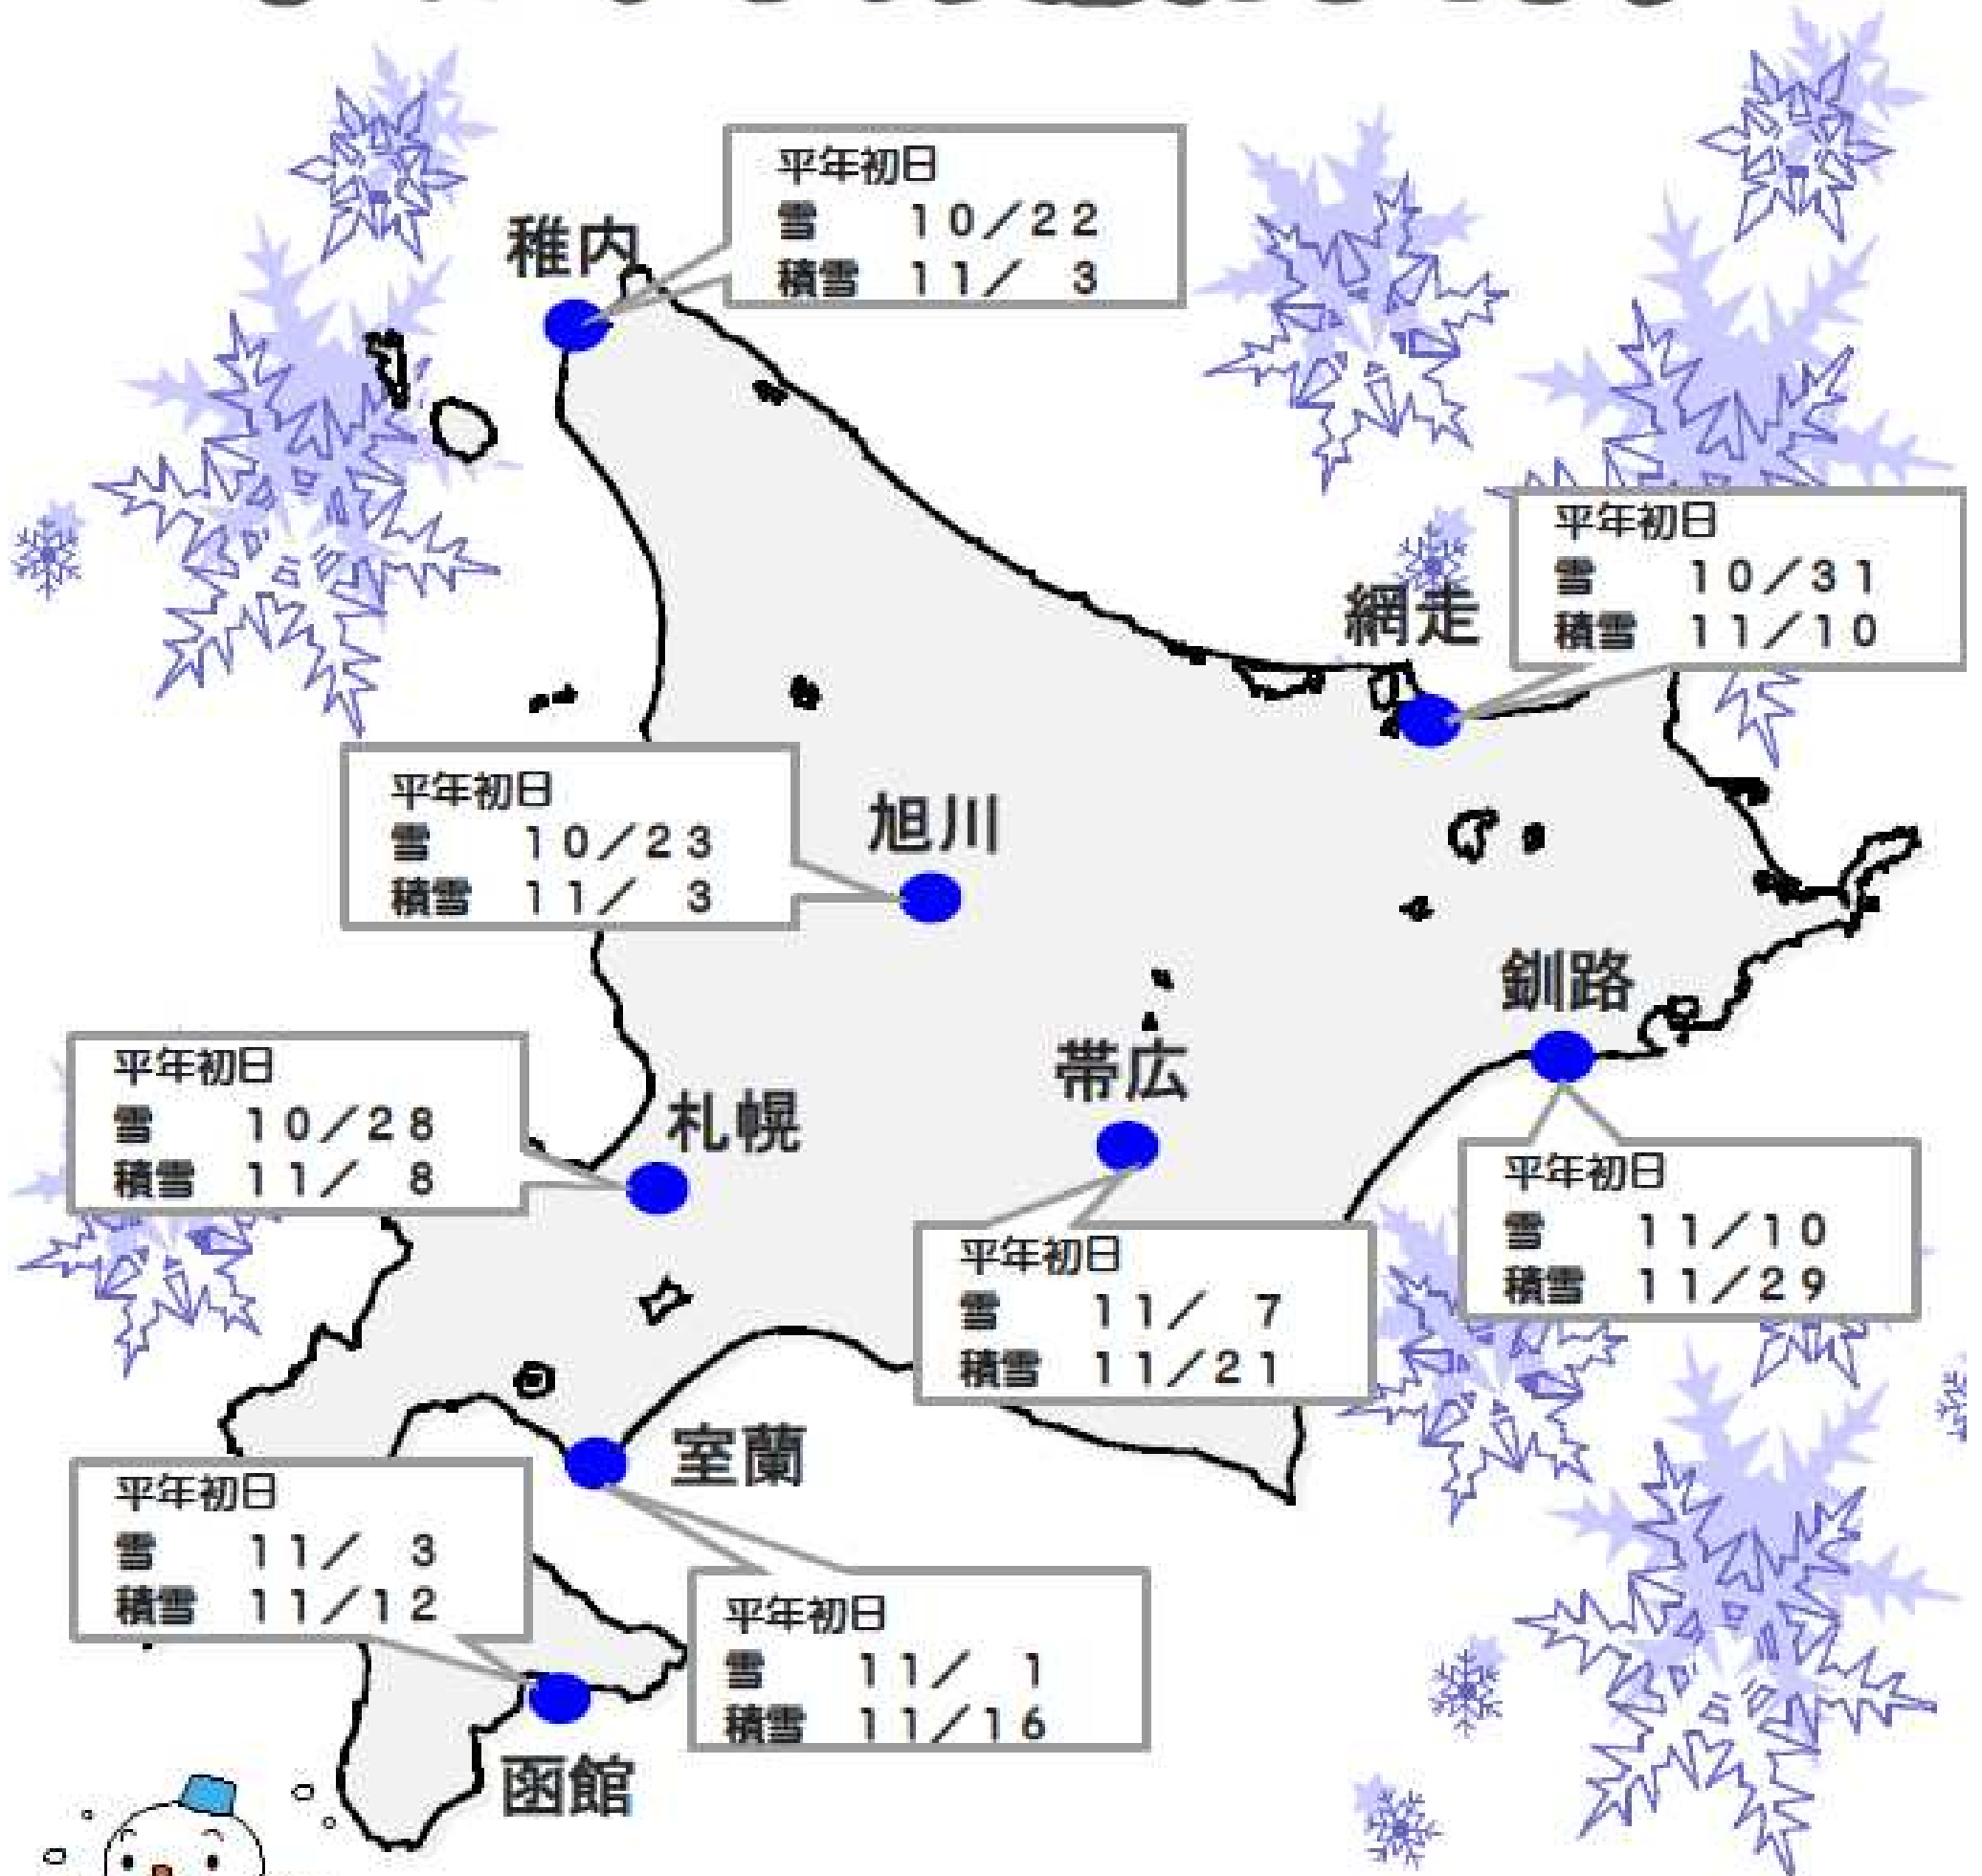 稚内
平年初日
雪 10／22
積雪 11／ 3
網走
平年初日
雪 10／31
積雪 11／10
旭川
平年初日
雪 10／23
積雪 11／ 3
釧路
平年初日
雪 11／10
積雪 11／29
札幌
平年初日
雪 10／28
積雪 11／ 8
帯広
平年初日
雪 11／ 7
積雪 11／21
室蘭
平年初日
雪 11／ 1
積雪 11／16
平年初日
雪 11／ 3
積雪 11／12
函館